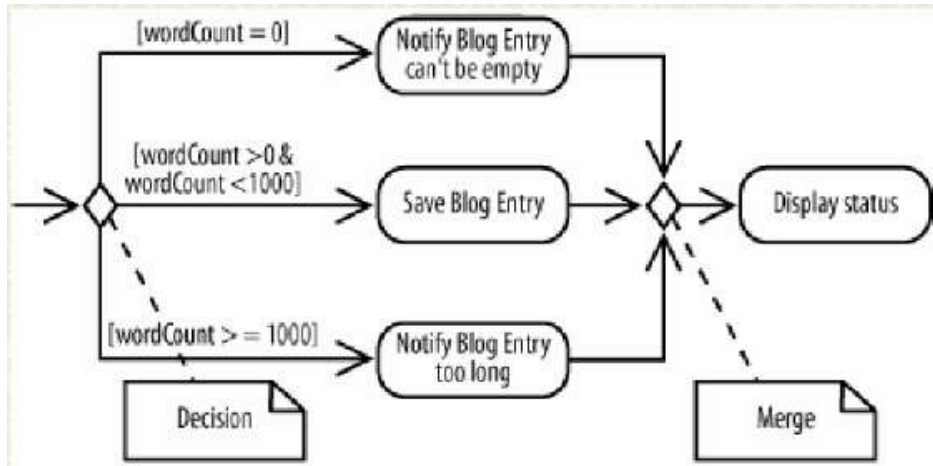 [wordCount = 0]
Notify Blog Entry
can't be empty
[wordCount >0 &
wordCount <1000]
Save Blog Entry
Display status
[wordCount > = 1000]
Notify Blog Entry
too long
Decision
Merge